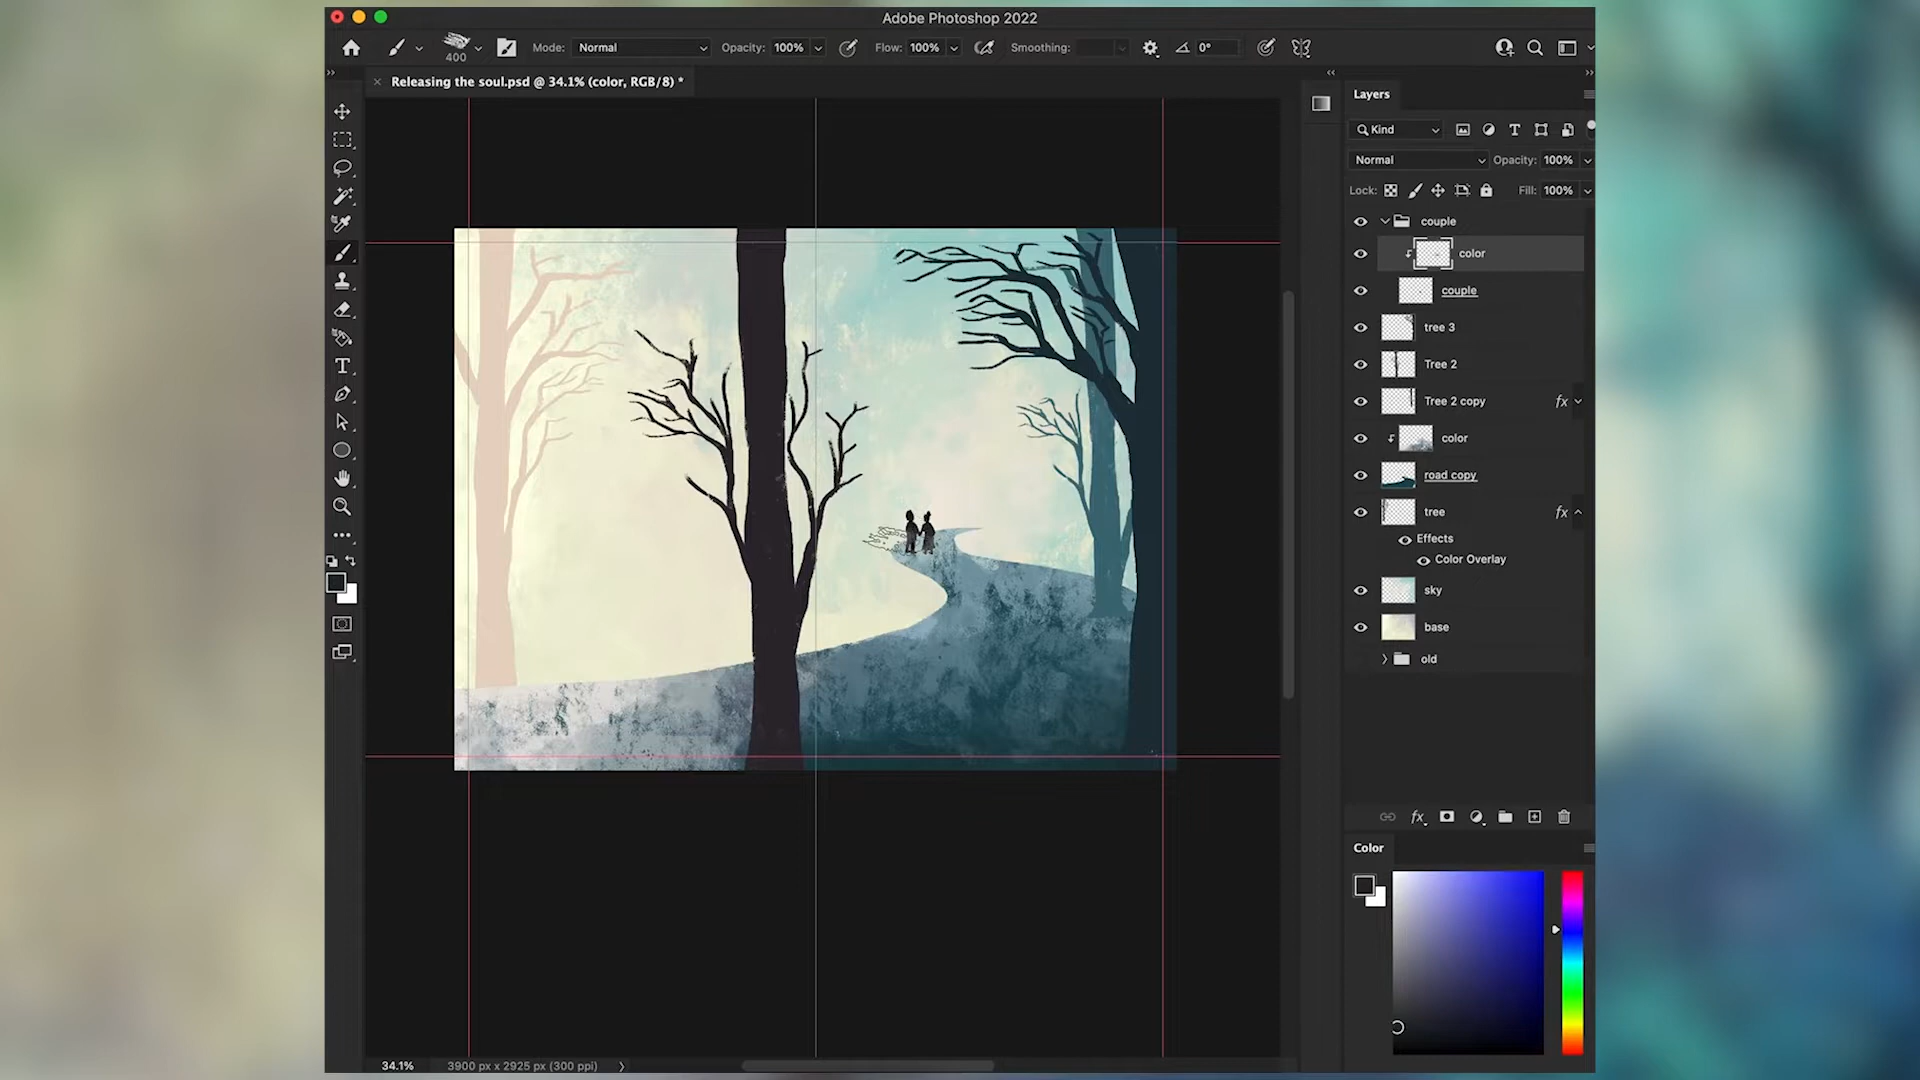 Adobe Photoshop 2022
400
Mode: Normal Opacity: 100% Flow: 100% Smoothing: 0°
× Releasing the soul.psd @ 34.1% (color, RGB/8) *
Layers
Kind
Normal Opacity: 100%
Lock: Fill: 100%
couple
color
couple
tree 3
Tree 2
Tree 2 copy fx
color
road copy
tree fx
Effects
Color Overlay
sky
base
old
fx
Color
34.1% 3900 px x 2925 px (300 ppi)